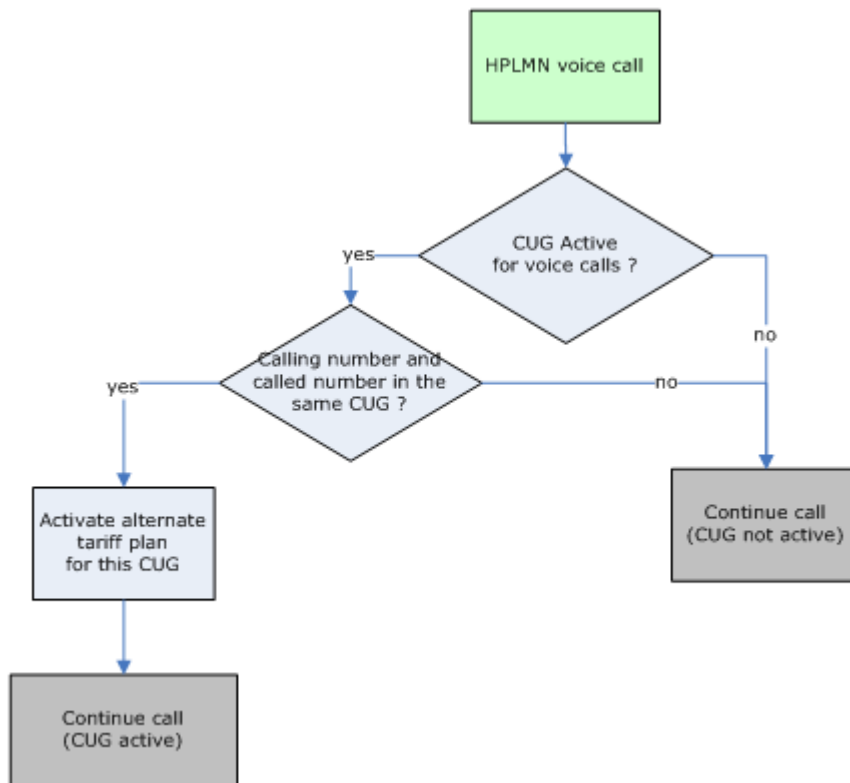 HPLMN voice call
CUG Active
for voice calls ?
yes
no
Calling number and
called number in the
same CUG ?
yes
no
Activate alternate
tariff plan
for this CUG
Continue call
(CUG not active)
Continue call
(CUG active)